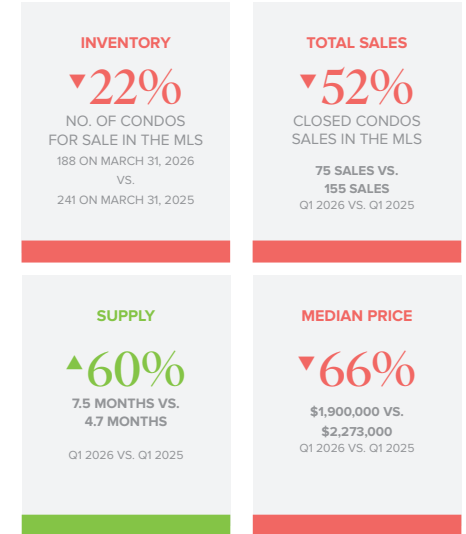 INVENTORY
▼22%
NO. OF CONDOS
FOR SALE IN THE MLS
188 ON MARCH 31, 2026
VS.
241 ON MARCH 31, 2025
TOTAL SALES
▼52%
CLOSED CONDOS
SALES IN THE MLS
75 SALES VS.
155 SALES
Q1 2026 VS. Q1 2025
SUPPLY
▲60%
7.5 MONTHS VS.
4.7 MONTHS
Q1 2026 VS. Q1 2025
MEDIAN PRICE
▼66%
$1,900,000 VS.
$2,273,000
Q1 2026 VS. Q1 2025